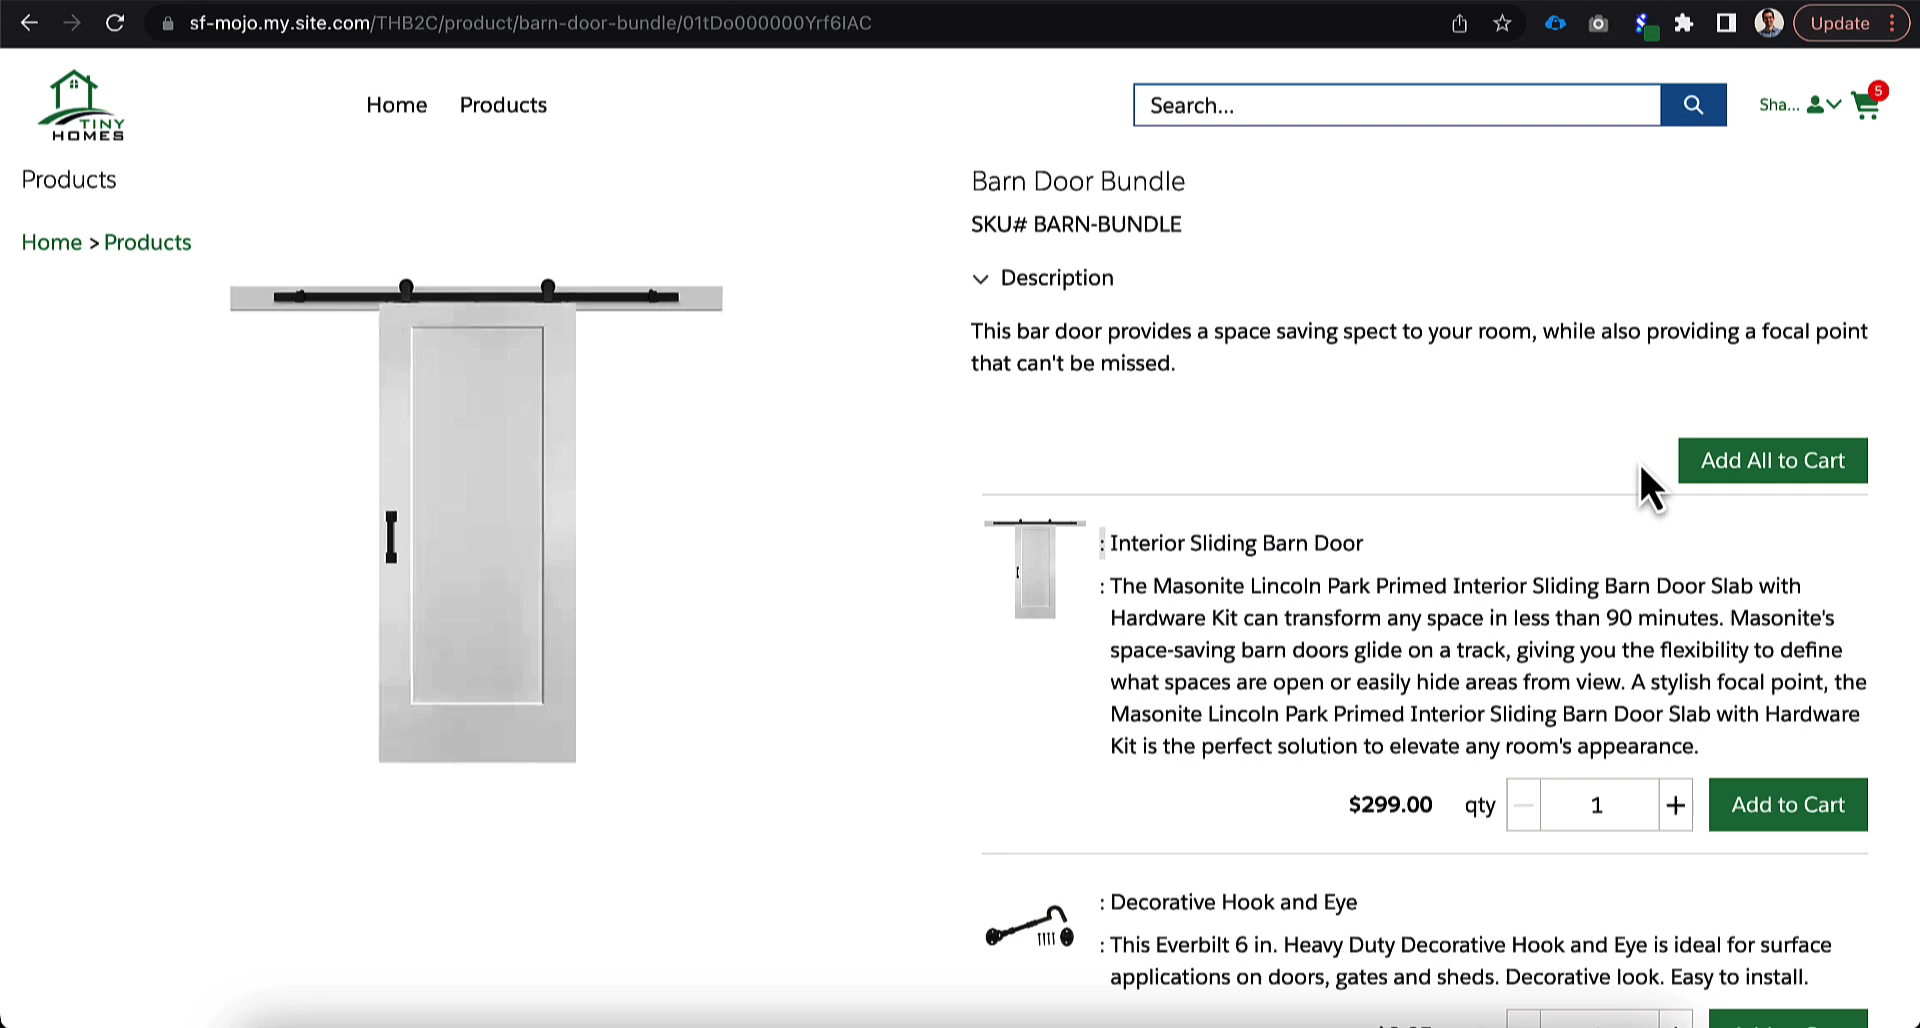 sf-mojo.my.site.com/THB2C/product/barn-door-bundle/01tDo000000Yrf6IAC
Update
TINY
HOMES
Home
Products
Search...
Sha...
5
Products
Home > Products
Barn Door Bundle
SKU# BARN-BUNDLE
Description
This bar door provides a space saving spect to your room, while also providing a focal point
that can't be missed.
Add All to Cart
: Interior Sliding Barn Door
: The Masonite Lincoln Park Primed Interior Sliding Barn Door Slab with
Hardware Kit can transform any space in less than 90 minutes. Masonite's
space-saving barn doors glide on a track, giving you the flexibility to define
what spaces are open or easily hide areas from view. A stylish focal point, the
Masonite Lincoln Park Primed Interior Sliding Barn Door Slab with Hardware
Kit is the perfect solution to elevate any room's appearance.
$299.00 qty 1 + Add to Cart
: Decorative Hook and Eye
: This Everbilt 6 in. Heavy Duty Decorative Hook and Eye is ideal for surface
applications on doors, gates and sheds. Decorative look. Easy to install.